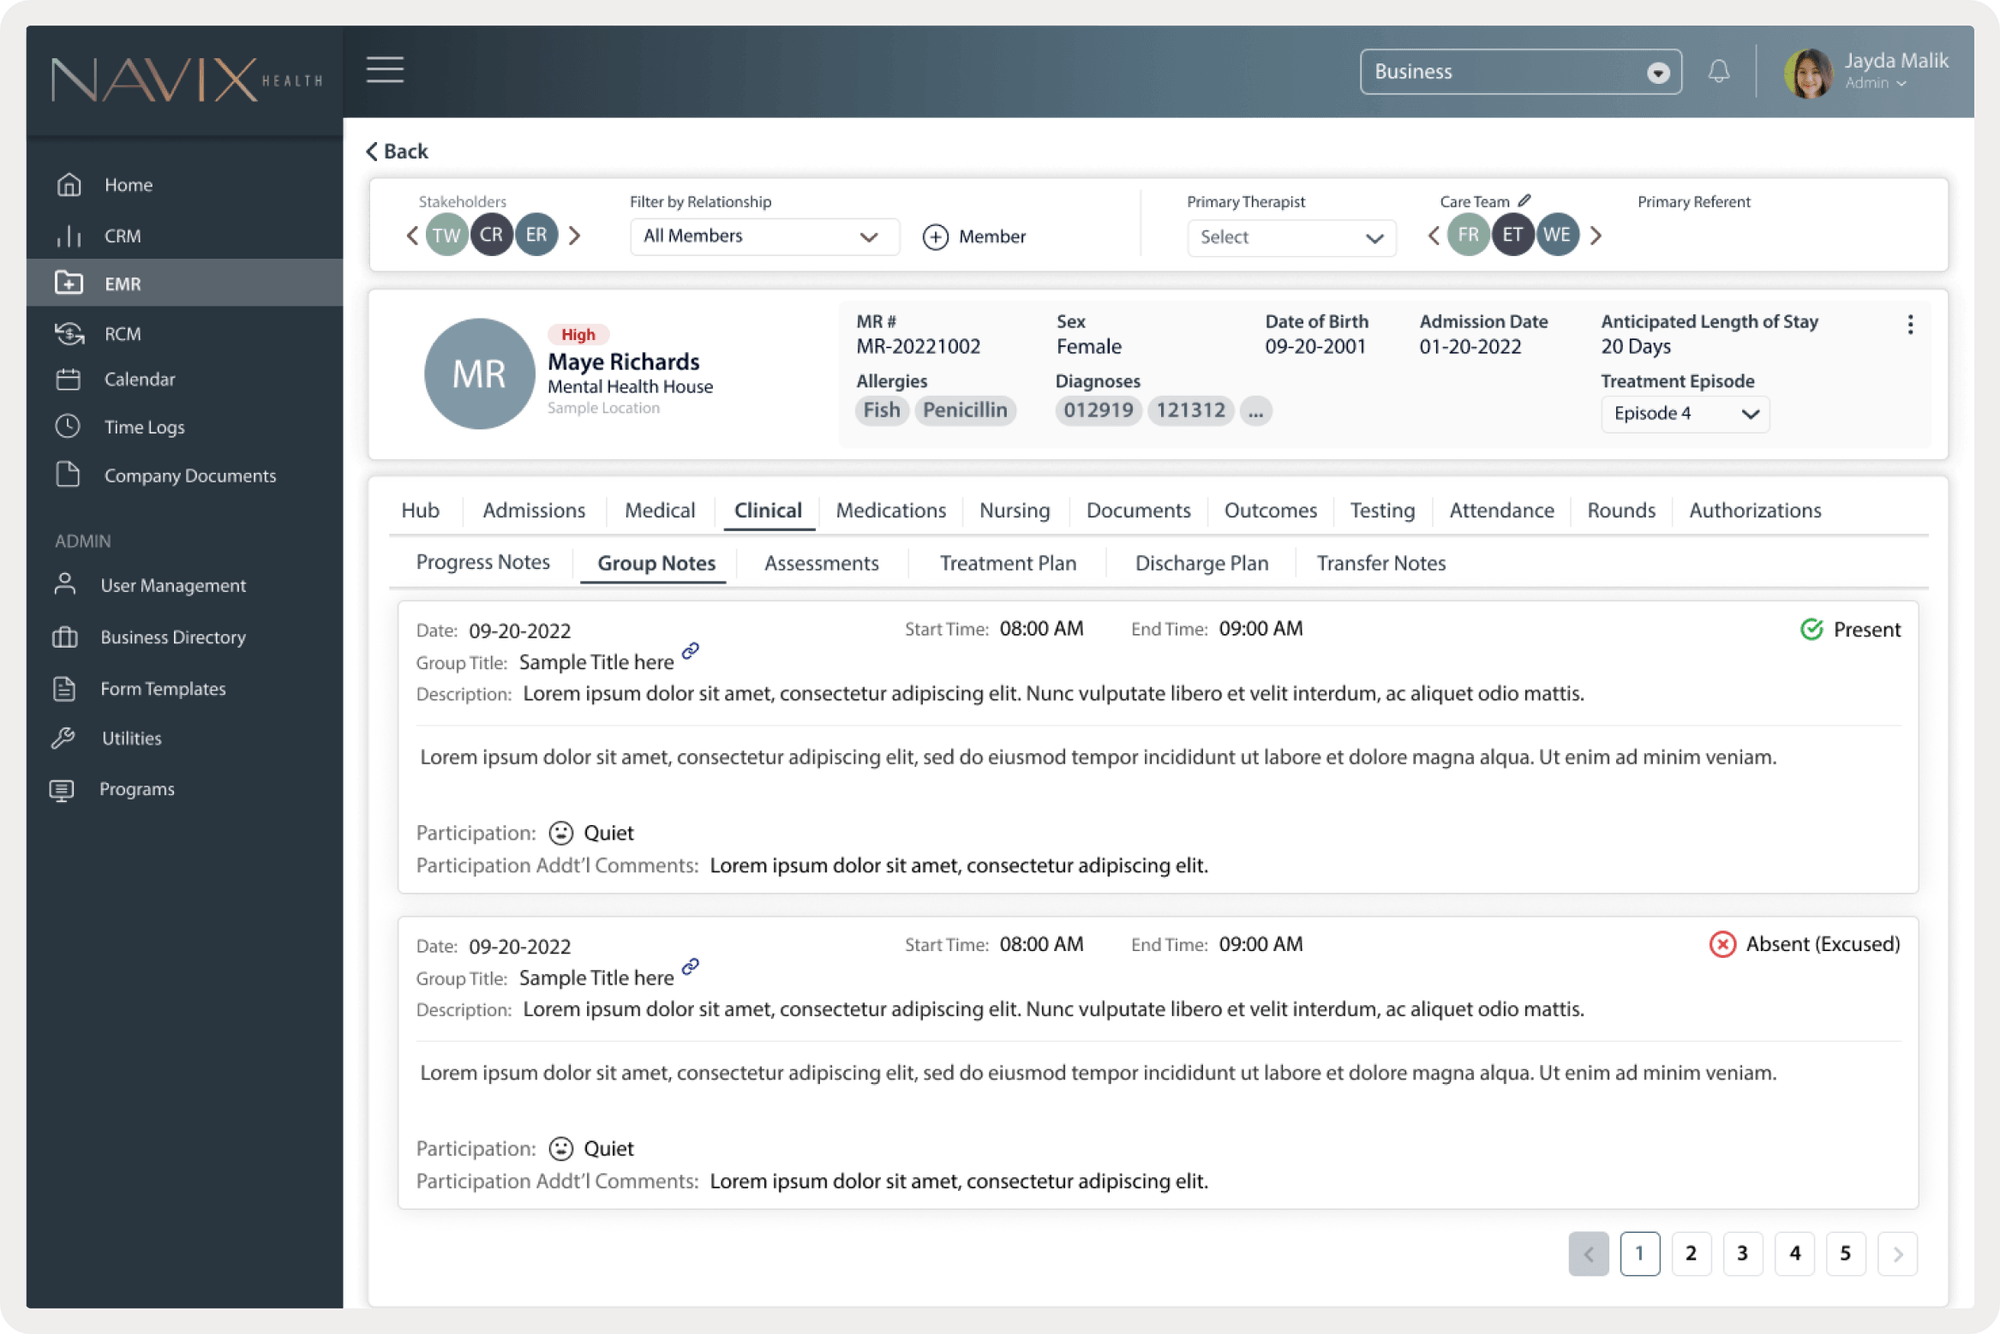 NAVIX HEALTH
Business
Jayda Malik
Admin
Home
CRM
EMR
RCM
Calendar
Time Logs
Company Documents
ADMIN
User Management
Business Directory
Form Templates
Utilities
Programs
Back
Stakeholders
TW CR ER
Filter by Relationship
All Members
Member
Primary Therapist
Select
Care Team
FR ET WE
Primary Referent
MR
High
Maye Richards
Mental Health House
Sample Location
MR # Sex Date of Birth Admission Date Anticipated Length of Stay
MR-20221002 Female 09-20-2001 01-20-2022 20 Days
Allergies Diagnoses Treatment Episode
Fish Penicillin 012919 121312 ... Episode 4
Hub Admissions Medical Clinical Medications Nursing Documents Outcomes Testing Attendance Rounds Authorizations
Progress Notes Group Notes Assessments Treatment Plan Discharge Plan Transfer Notes
Date: 09-20-2022 Start Time: 08:00 AM End Time: 09:00 AM Present
Group Title: Sample Title here
Description: Lorem ipsum dolor sit amet, consectetur adipiscing elit. Nunc vulputate libero et velit interdum, ac aliquet odio mattis.
Lorem ipsum dolor sit amet, consectetur adipiscing elit, sed do eiusmod tempor incididunt ut labore et dolore magna alqua. Ut enim ad minim veniam.
Participation: Quiet
Participation Addt’l Comments: Lorem ipsum dolor sit amet, consectetur adipiscing elit.
Date: 09-20-2022 Start Time: 08:00 AM End Time: 09:00 AM Absent (Excused)
Group Title: Sample Title here
Description: Lorem ipsum dolor sit amet, consectetur adipiscing elit. Nunc vulputate libero et velit interdum, ac aliquet odio mattis.
Lorem ipsum dolor sit amet, consectetur adipiscing elit, sed do eiusmod tempor incididunt ut labore et dolore magna alqua. Ut enim ad minim veniam.
Participation: Quiet
Participation Addt’l Comments: Lorem ipsum dolor sit amet, consectetur adipiscing elit.
1 2 3 4 5